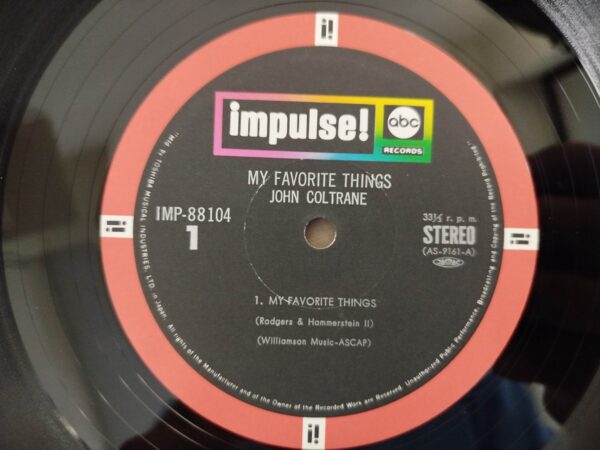 i!
impulse! abc
RECORDS
MY FAVORITE THINGS
JOHN COLTRANE
IMP-88104
1
33⅓ r. p. m.
STEREO
(AS-9161-A)
i!
i!
1. MY FAVORITE THINGS
(Rodgers & Hammerstein II)
(Williamson Music-ASCAP)
Mfd. by TOSHIBA MUSICAL INDUSTRIES, LTD. in Japan. All rights of the Manufacturer and of the Owner of the Recorded Work are Reserved. Unauthorized Public Performance, Broadcasting and Copying of this Record Prohibited.
i!